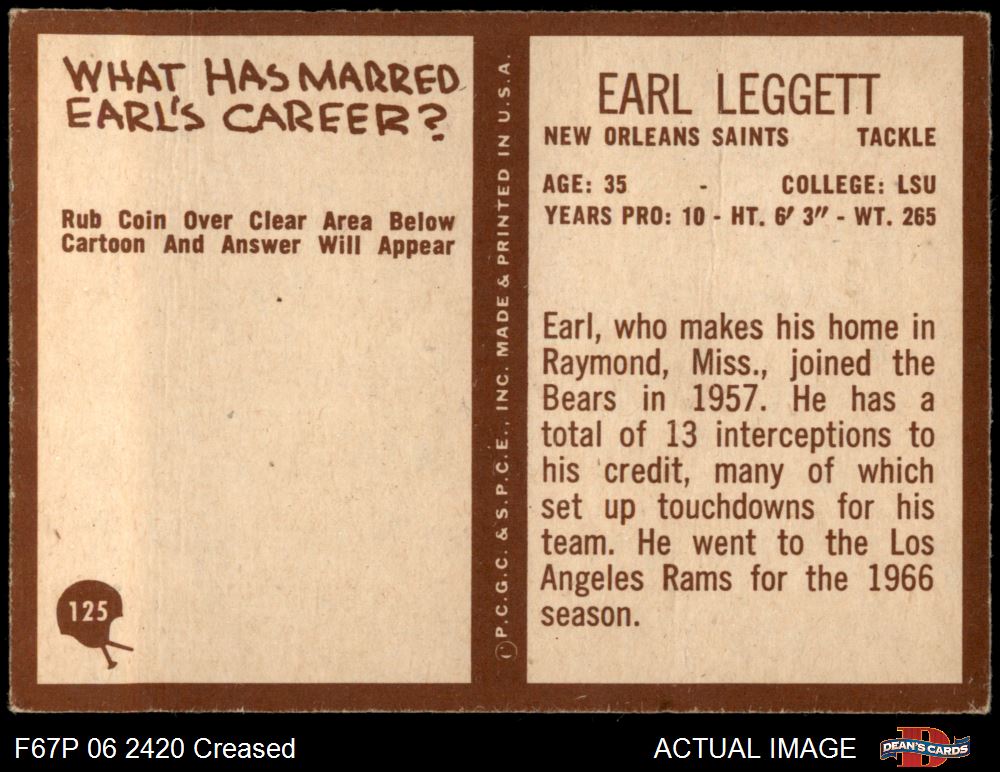 WHAT HAS MARRED
EARL'S CAREER?
Rub Coin Over Clear Area Below
Cartoon And Answer Will Appear
125
© P.C.G.C. & S.P.C.E., INC. MADE & PRINTED IN U.S.A.
EARL LEGGETT
NEW ORLEANS SAINTS TACKLE
AGE: 35 - COLLEGE: LSU
YEARS PRO: 10 - HT. 6' 3" - WT. 265
Earl, who makes his home in
Raymond, Miss., joined the
Bears in 1957. He has a
total of 13 interceptions to
his credit, many of which
set up touchdowns for his
team. He went to the Los
Angeles Rams for the 1966
season.
F67P 06 2420 Creased
ACTUAL IMAGE
DEAN'S CARDS